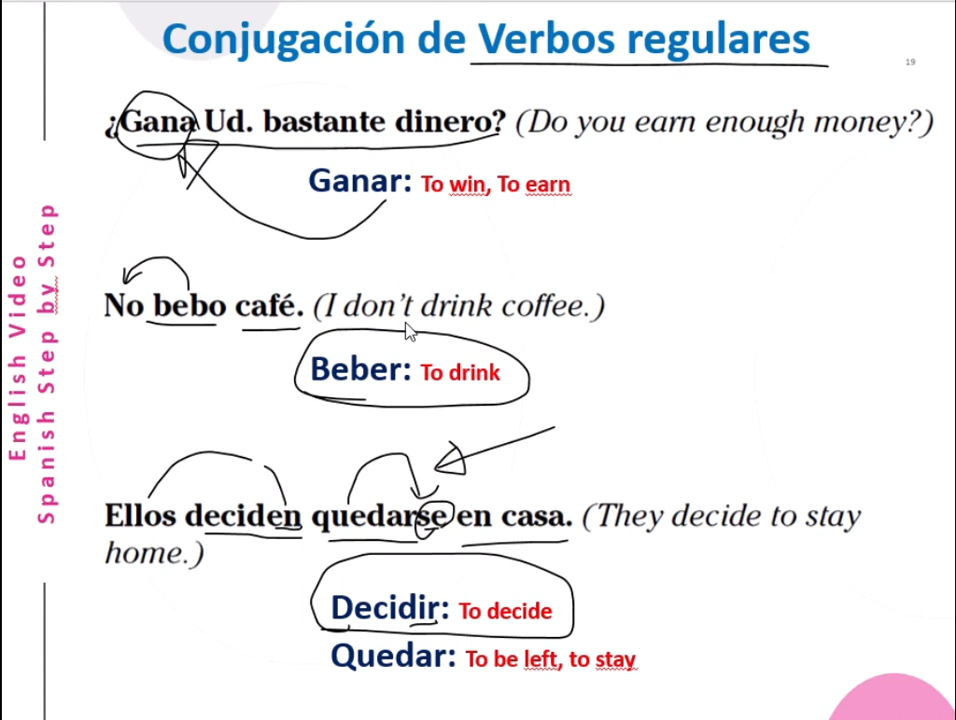 Conjugación de Verbos regulares
19
¿Gana Ud. bastante dinero? (Do you earn enough money?)
Ganar: To win, To earn
No bebo café. (I don't drink coffee.)
Beber: To drink
Ellos deciden quedarse en casa. (They decide to stay
home.)
Decidir: To decide
Quedar: To be left, to stay
English Video
Spanish Step by Step